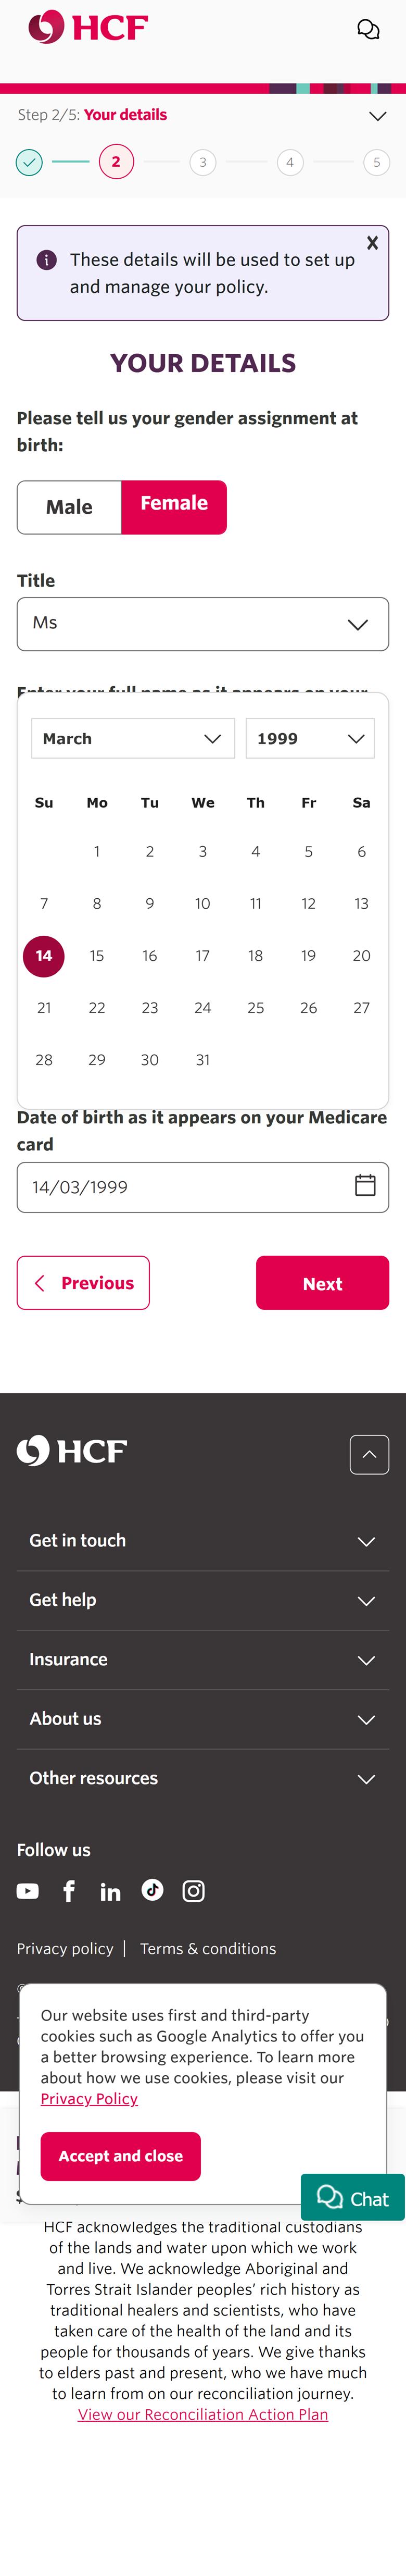 HCF
Step 2/5: Your details
2
3
4
5
These details will be used to set up
and manage your policy.
X
YOUR DETAILS
Please tell us your gender assignment at
birth:
Male
Female
Title
Ms
Enter your full name as it appears on your
March
1999
Su Mo Tu We Th Fr Sa
1 2 3 4 5 6
7 8 9 10 11 12 13
14 15 16 17 18 19 20
21 22 23 24 25 26 27
28 29 30 31
Date of birth as it appears on your Medicare
card
14/03/1999
Previous
Next
HCF
Get in touch
Get help
Insurance
About us
Other resources
Follow us
Privacy policy | Terms & conditions
Our website uses first and third-party
cookies such as Google Analytics to offer you
a better browsing experience. To learn more
about how we use cookies, please visit our
Privacy Policy
Accept and close
Chat
HCF acknowledges the traditional custodians
of the lands and water upon which we work
and live. We acknowledge Aboriginal and
Torres Strait Islander peoples’ rich history as
traditional healers and scientists, who have
taken care of the health of the land and its
people for thousands of years. We give thanks
to elders past and present, who we have much
to learn from on our reconciliation journey.
View our Reconciliation Action Plan